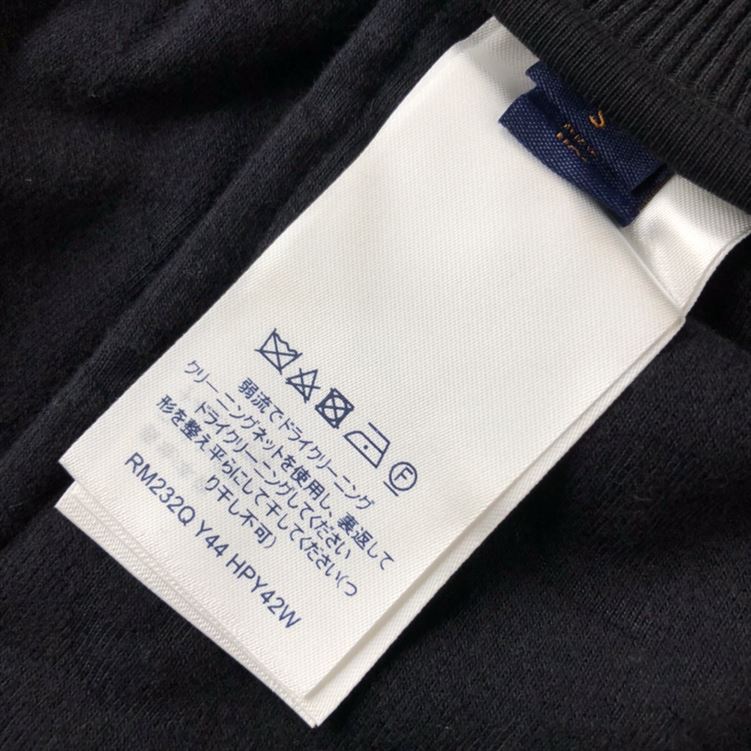 F
弱流でドライクリーニング
クリーニングネットを使用し、裏返して
ドライクリーニングしてください
形を整え平らにして干してください(つ
り干し不可)
RM232Q Y44 HPY42W